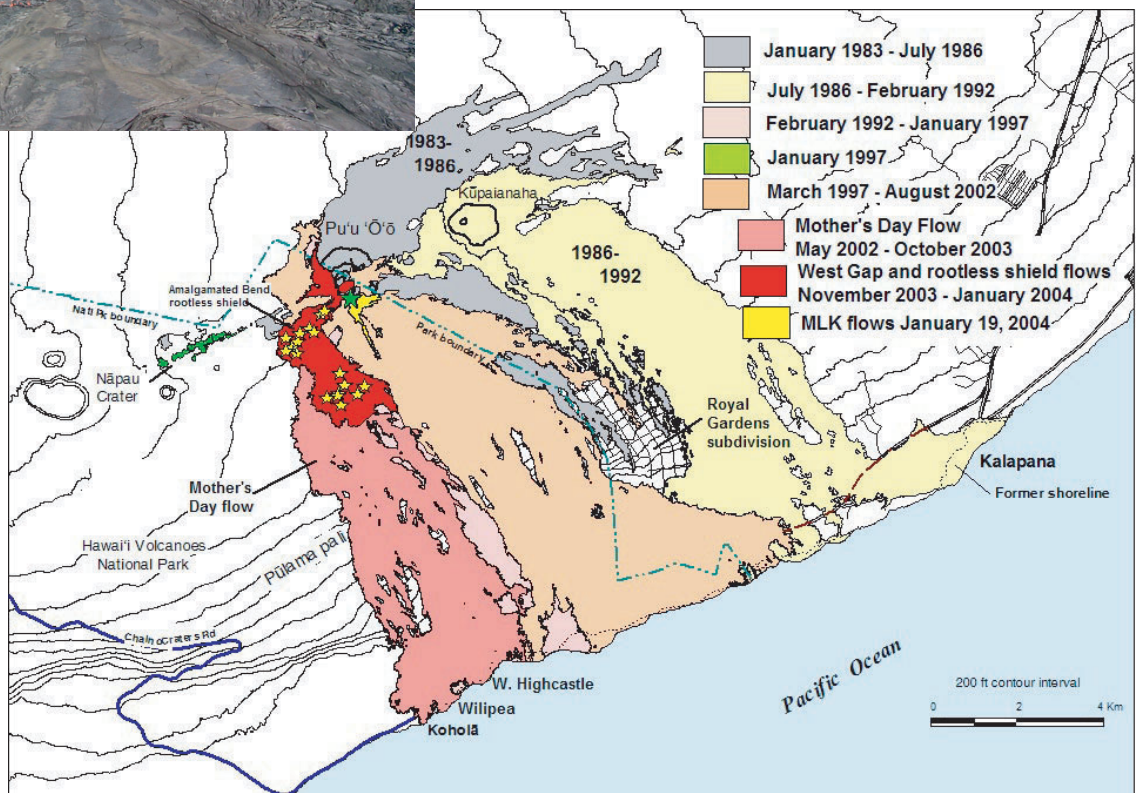 January 1983 - July 1986
July 1986 - February 1992
February 1992 - January 1997
January 1997
March 1997 - August 2002
Mother's Day Flow
May 2002 - October 2003
West Gap and rootless shield flows
November 2003 - January 2004
MLK flows January 19, 2004
1983-
1986
Kūpaianaha
Pu‘u ‘Ō‘ō
1986-
1992
Amalgamated Bend
rootless shield
Natl Pk boundary
Park boundary
Nāpau
Crater
Royal
Gardens
subdivision
Kalapana
Former shoreline
Mother's
Day flow
Hawai‘i Volcanoes
National Park
Pūlama pali
Chain o Craters Rd
W. Highcastle
Wilipea
Koholā
Pacific Ocean
200 ft contour interval
0 2 4 Km